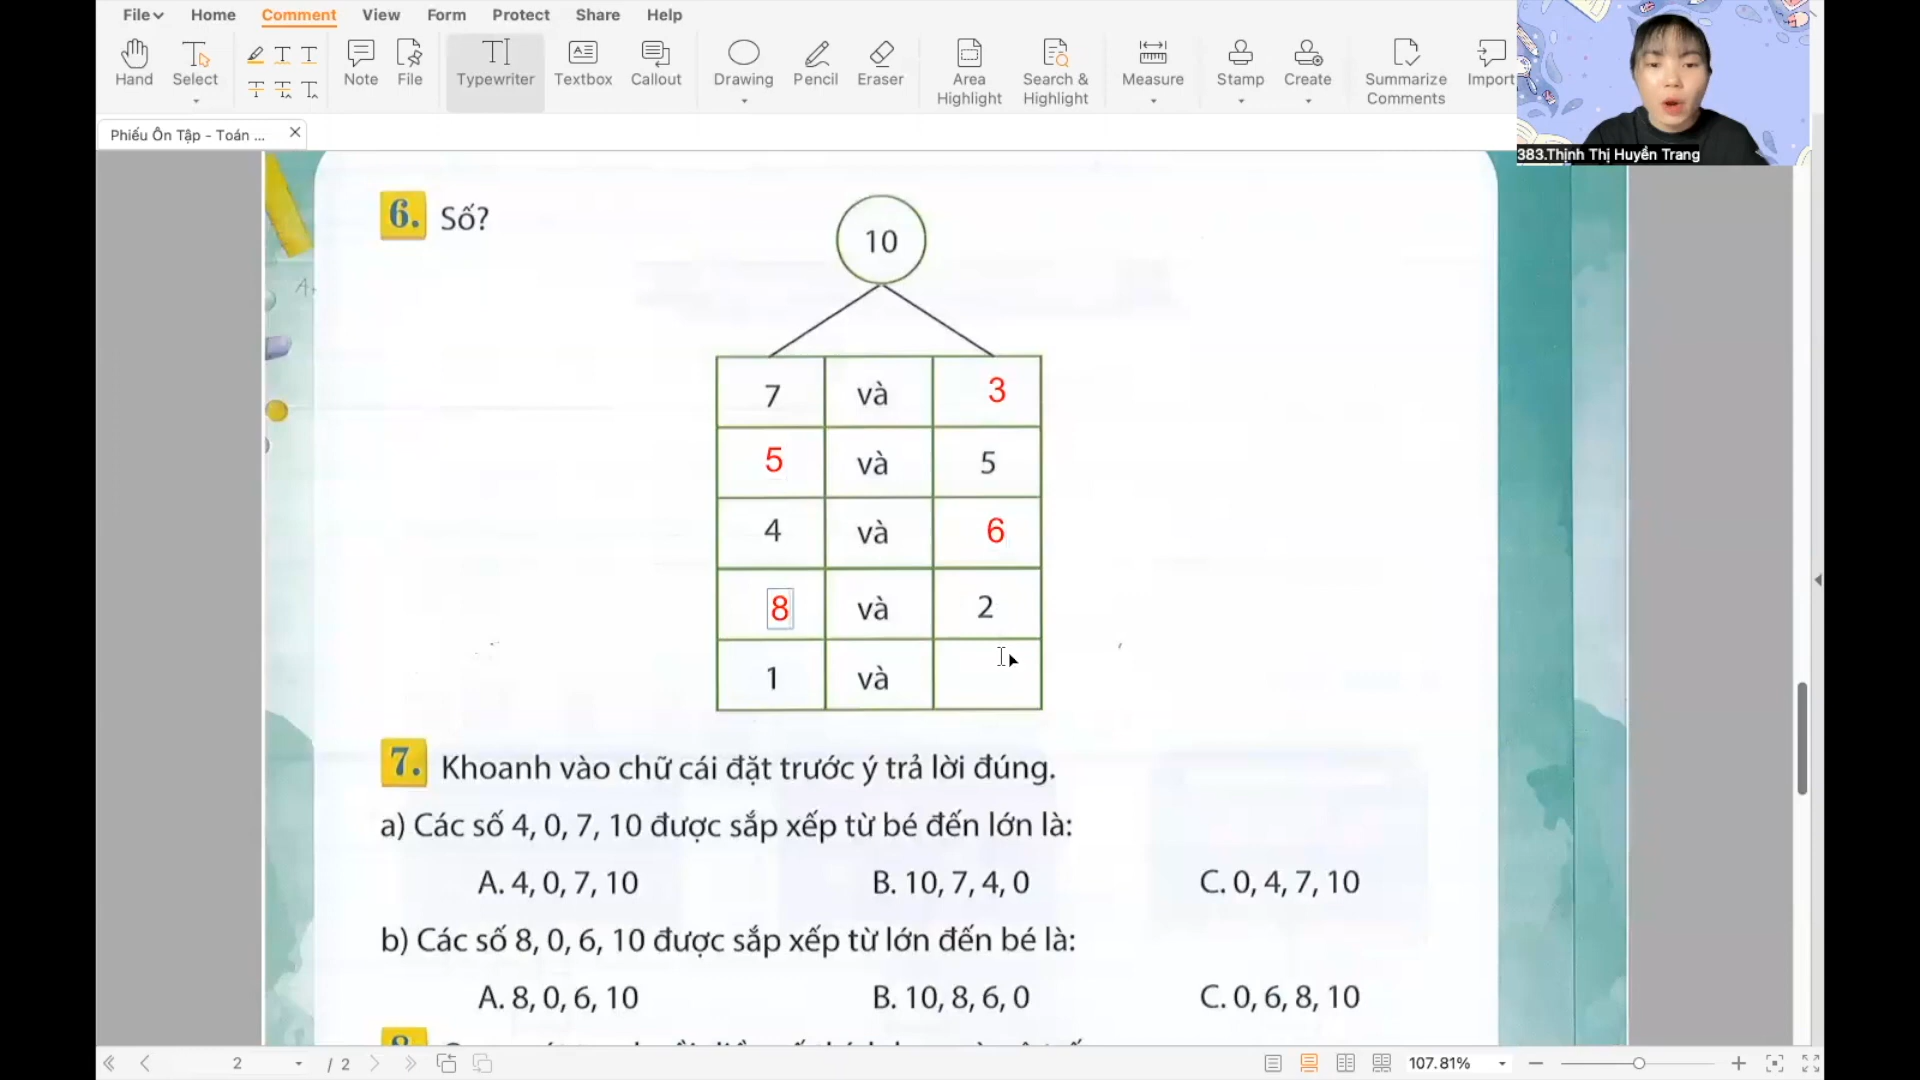 File Home Comment View Form Protect Share Help
Hand Select Note File Typewriter Textbox Callout Drawing Pencil Eraser Area Highlight Search & Highlight Measure Stamp Create Summarize Comments Import
383.Thịnh Thị Huyền Trang
Phiếu Ôn Tập - Toán ...
6. Số?
10
7 và 3
5 và 5
4 và 6
8 và 2
1 và
7. Khoanh vào chữ cái đặt trước ý trả lời đúng.
a) Các số 4, 0, 7, 10 được sắp xếp từ bé đến lớn là:
A. 4, 0, 7, 10 B. 10, 7, 4, 0 C. 0, 4, 7, 10
b) Các số 8, 0, 6, 10 được sắp xếp từ lớn đến bé là:
A. 8, 0, 6, 10 B. 10, 8, 6, 0 C. 0, 6, 8, 10
2 / 2 107.81%